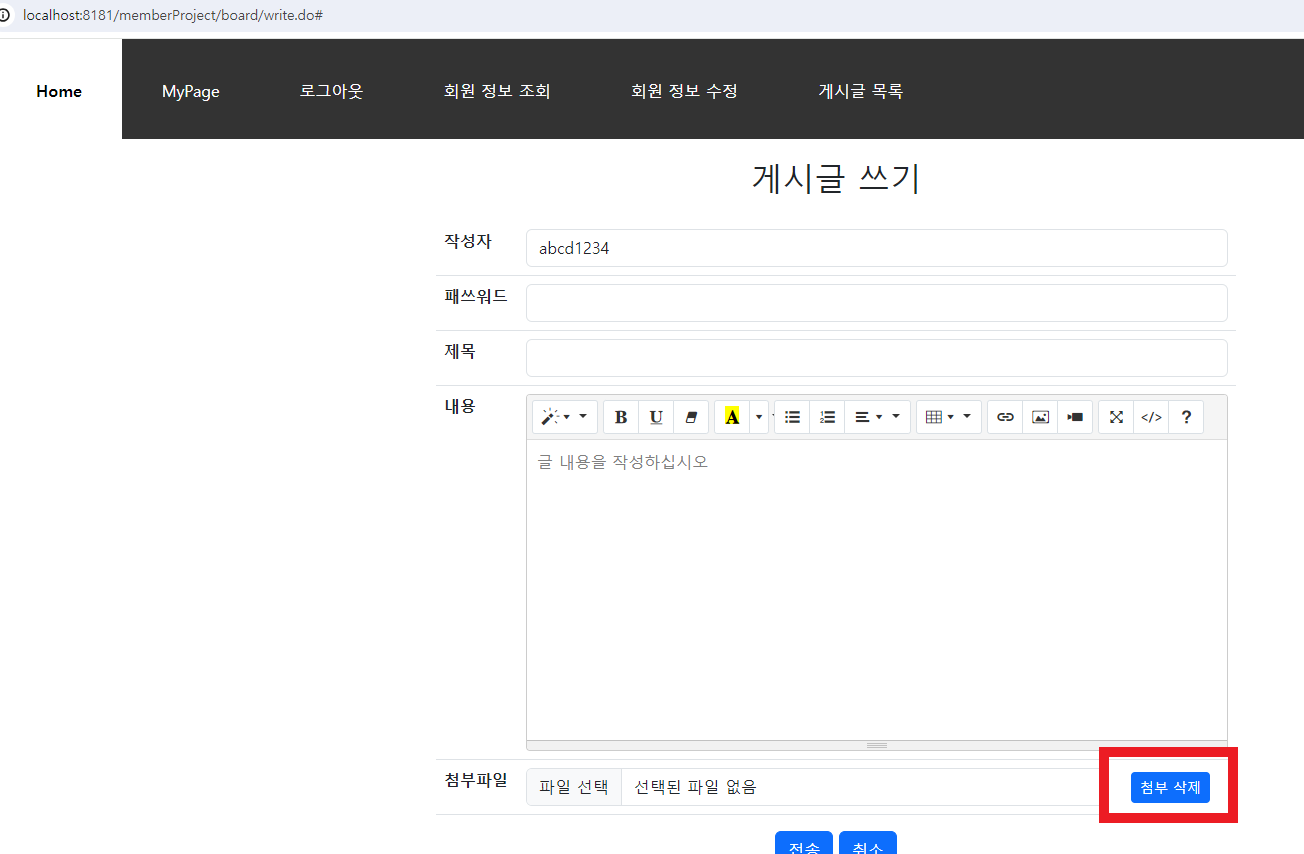 localhost:8181/memberProject/board/write.do#
Home MyPage 로그아웃 회원 정보 조회 회원 정보 수정 게시글 목록
게시글 쓰기
작성자 abcd1234
패쓰워드
제목
내용
B U A </> ?
글 내용을 작성하십시오
첨부파일 파일 선택 선택된 파일 없음 첨부 삭제
전송 취소